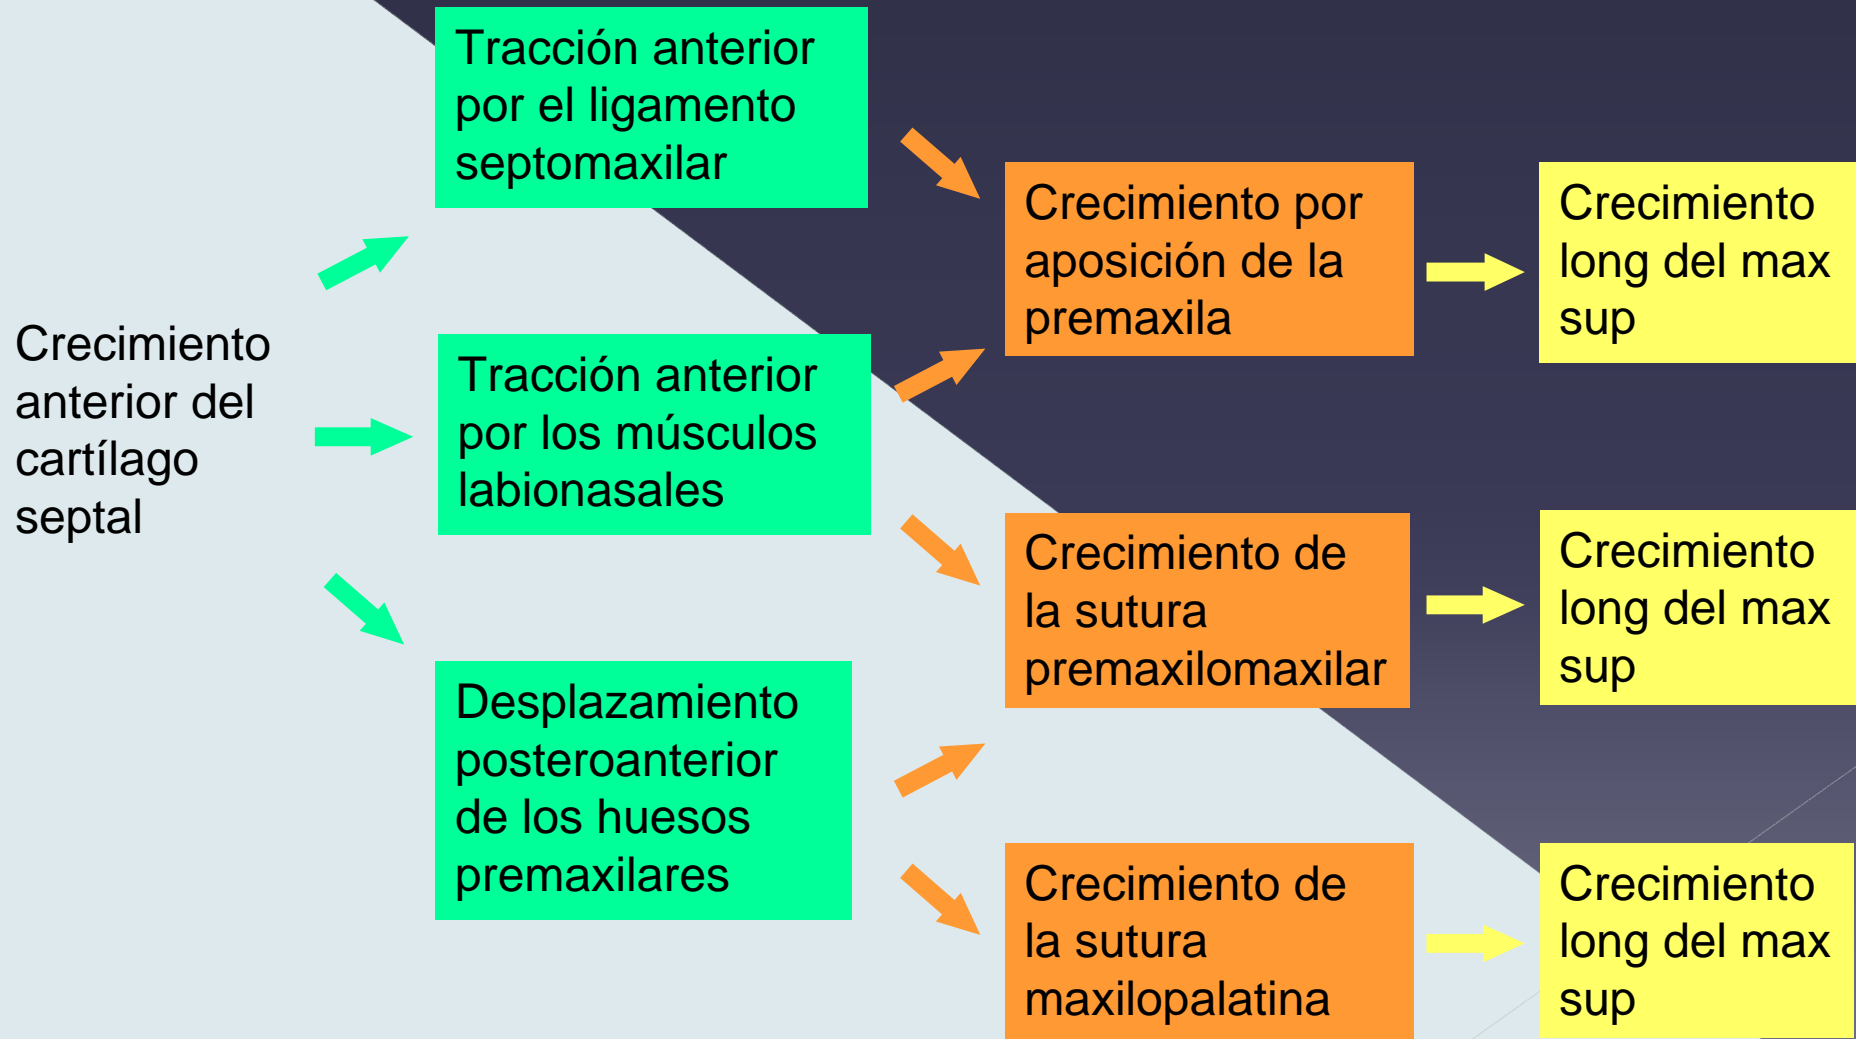 Crecimiento
anterior del
cartílago
septal
Tracción anterior
por el ligamento
septomaxilar
Tracción anterior
por los músculos
labionasales
Desplazamiento
posteroanterior
de los huesos
premaxilares
Crecimiento por
aposición de la
premaxila
Crecimiento de
la sutura
premaxilomaxilar
Crecimiento de
la sutura
maxilopalatina
Crecimiento
long del max
sup
Crecimiento
long del max
sup
Crecimiento
long del max
sup